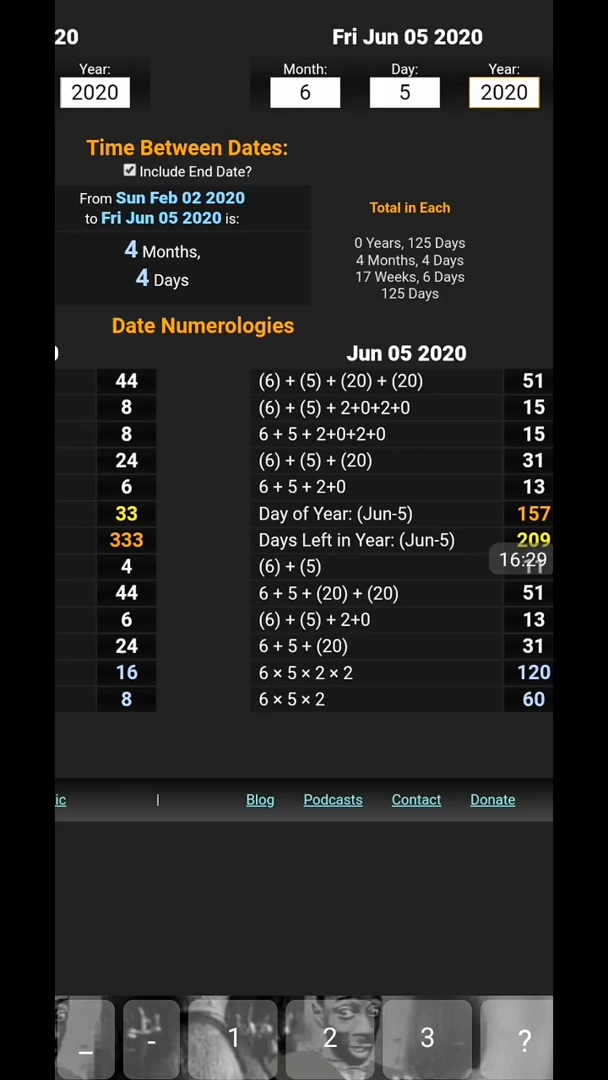 20
Fri Jun 05 2020
Year:
Month:
Day:
Year:
2020
6
5
2020
Time Between Dates:
Include End Date?
From Sun Feb 02 2020
to Fri Jun 05 2020 is:
4 Months,
4 Days
Total in Each
0 Years, 125 Days
4 Months, 4 Days
17 Weeks, 6 Days
125 Days
Date Numerologies
Jun 05 2020
44 (6) + (5) + (20) + (20) 51
8 (6) + (5) + 2+0+2+0 15
8 6 + 5 + 2+0+2+0 15
24 (6) + (5) + (20) 31
6 6 + 5 + 2+0 13
33 Day of Year: (Jun-5) 157
333 Days Left in Year: (Jun-5) 209
16:29
4 (6) + (5) 11
44 6 + 5 + (20) + (20) 51
6 (6) + (5) + 2+0 13
24 6 + 5 + (20) 31
16 6 × 5 × 2 × 2 120
8 6 × 5 × 2 60
ic | Blog Podcasts Contact Donate
_ - 1 2 3 ?